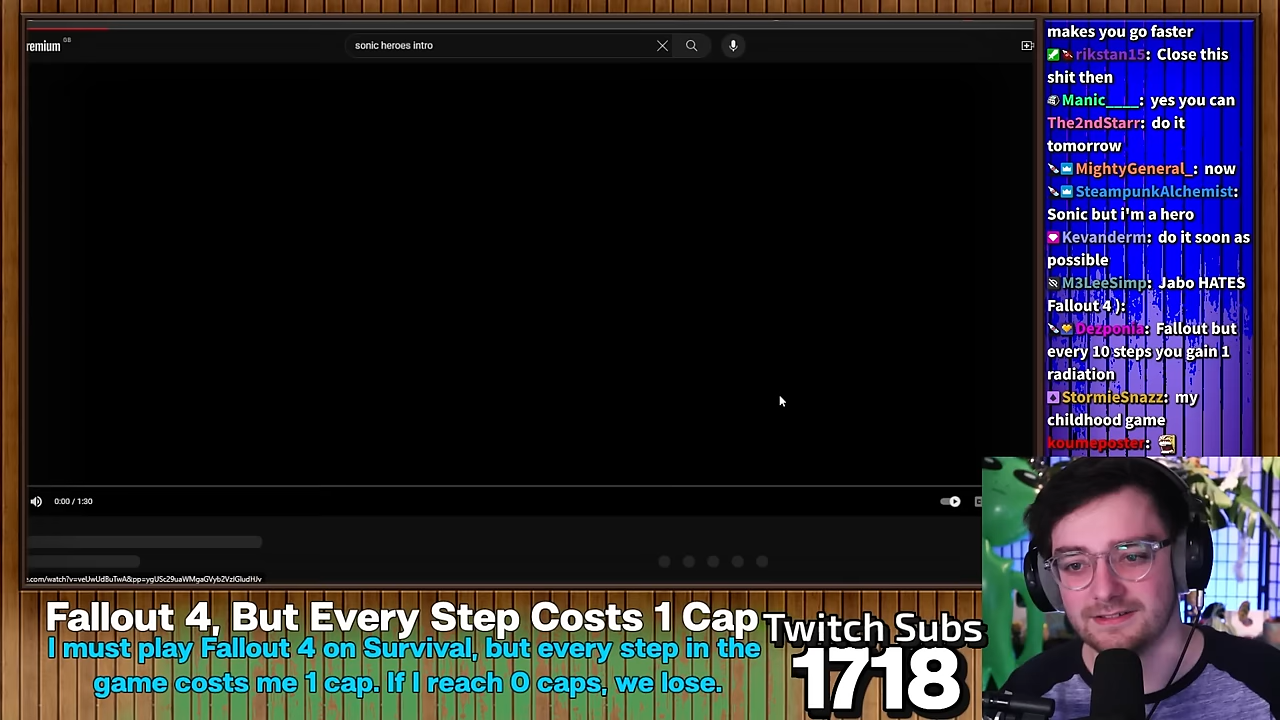 remium GB
sonic heroes intro
0:00 / 1:30
makes you go faster
rikstan15: Close this
shit then
Manic____: yes you can
The2ndStarr: do it
tomorrow
MightyGeneral_: now
SteampunkAlchemist:
Sonic but i'm a hero
Kevanderm: do it soon as
possible
M3LeeSimp: Jabo HATES
Fallout 4 ):
Dezponia: Fallout but
every 10 steps you gain 1
radiation
StormieSnazz: my
childhood game
koumeposter:
Fallout 4, But Every Step Costs 1 Cap
I must play Fallout 4 on Survival, but every step in the
game costs me 1 cap. If I reach 0 caps, we lose.
Twitch Subs
1718